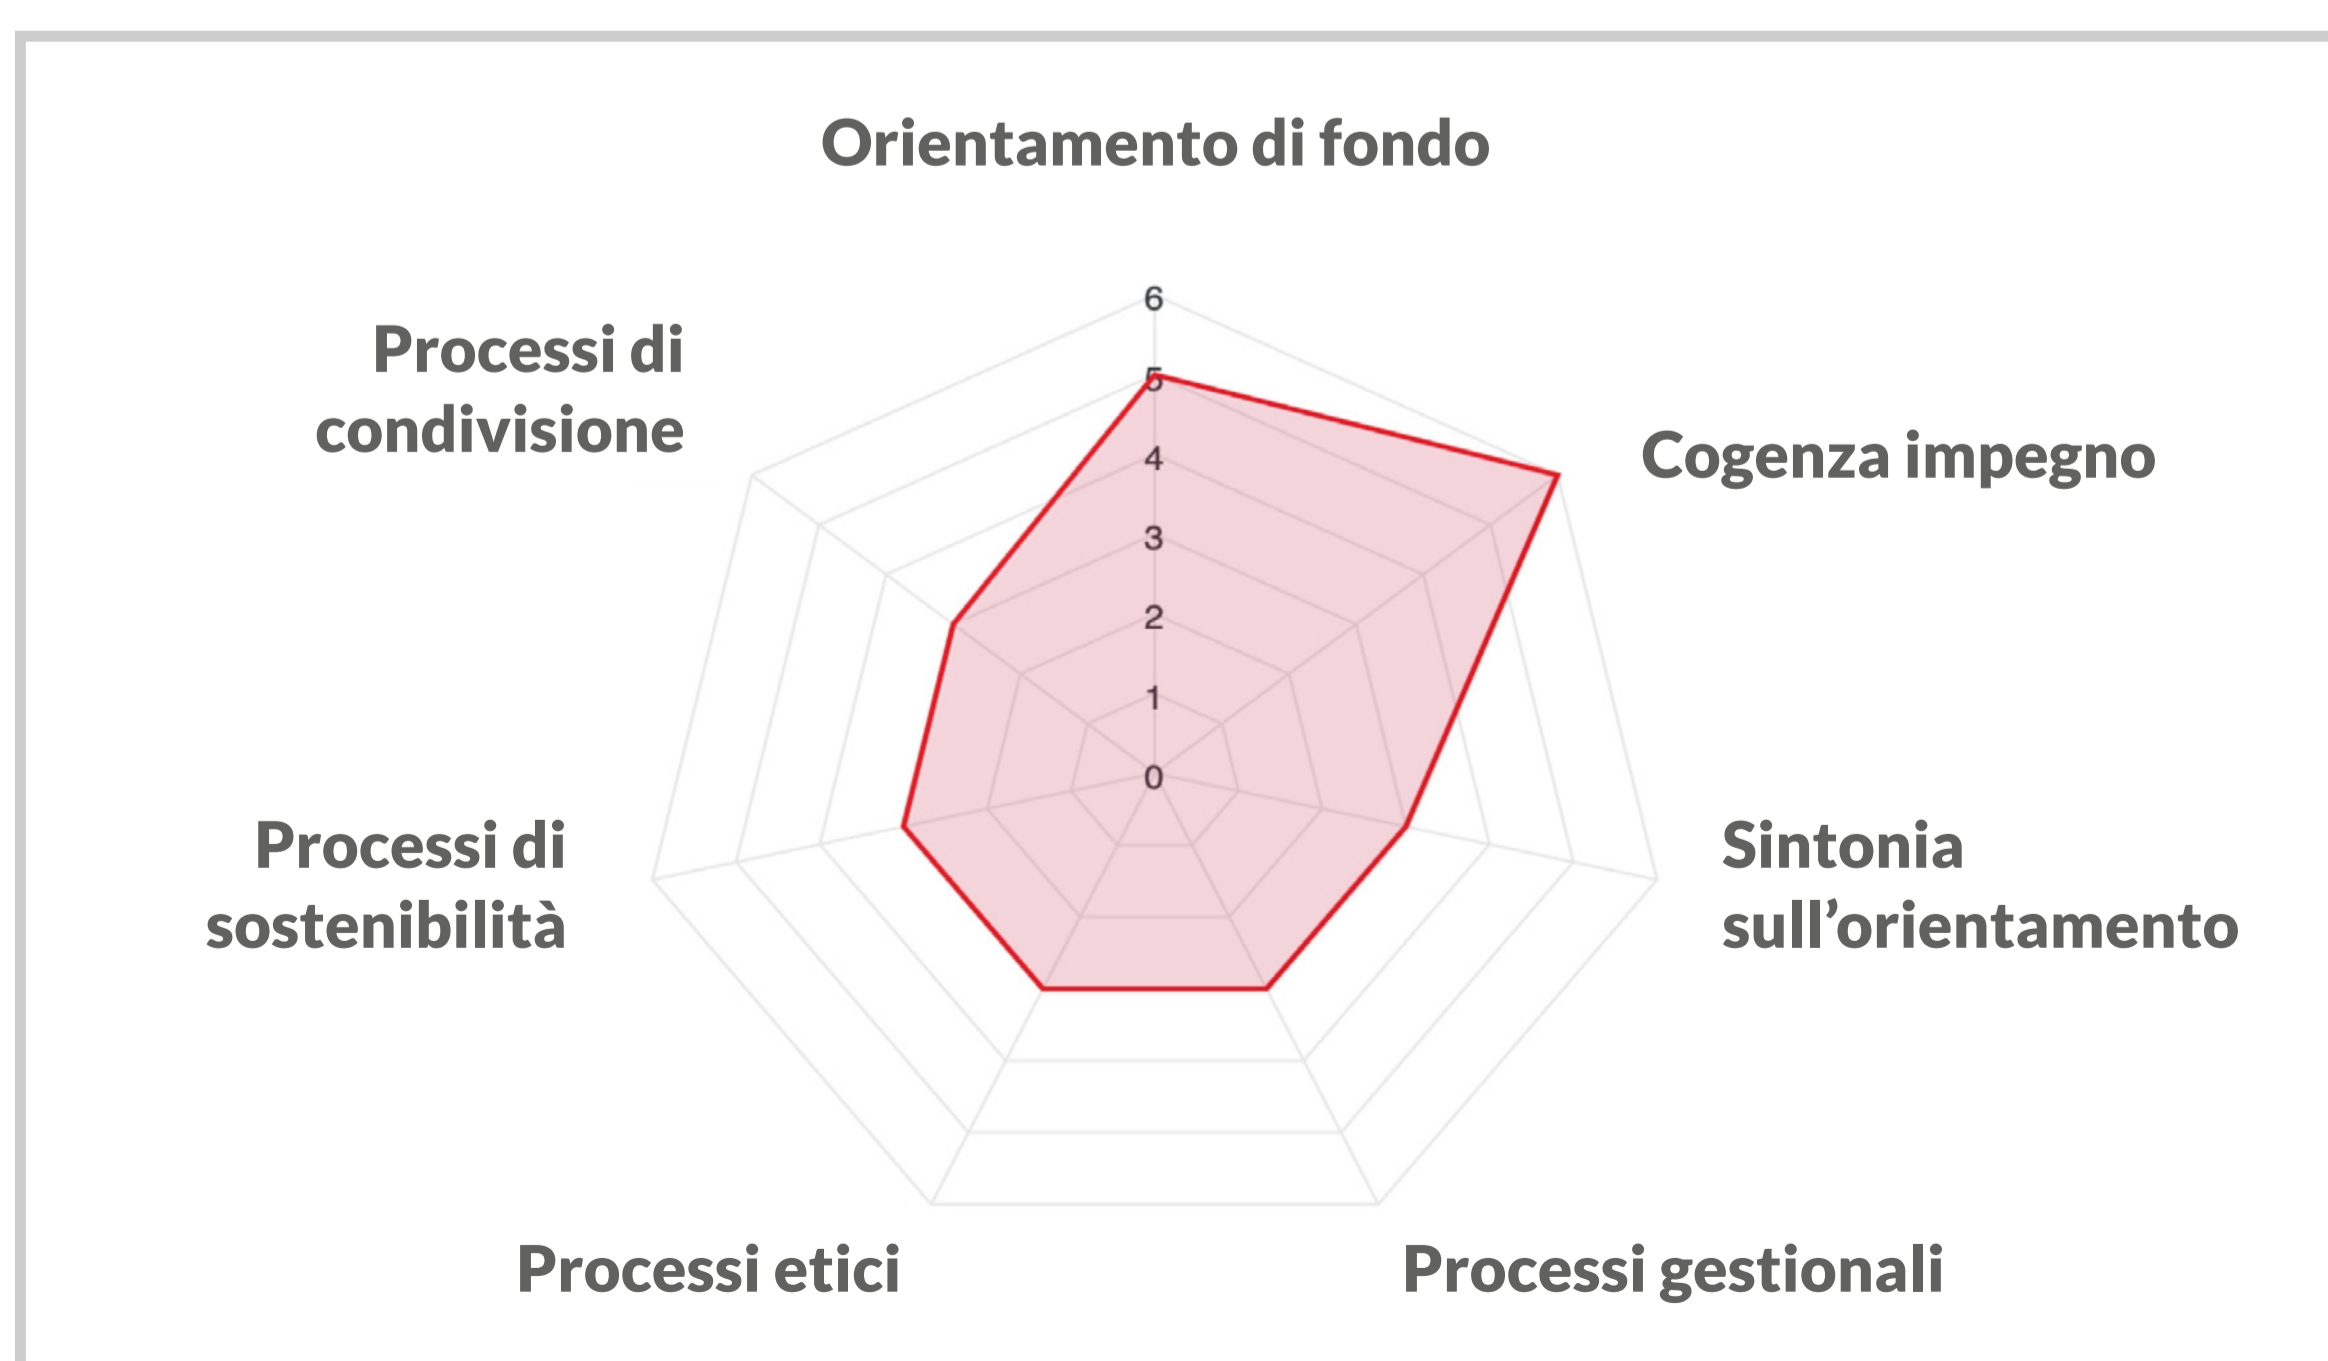 Orientamento di fondo
Processi di
condivisione
Cogenza impegno
6
5
4
3
2
1
0
Processi di
sostenibilità
Sintonia
sull’orientamento
Processi etici
Processi gestionali